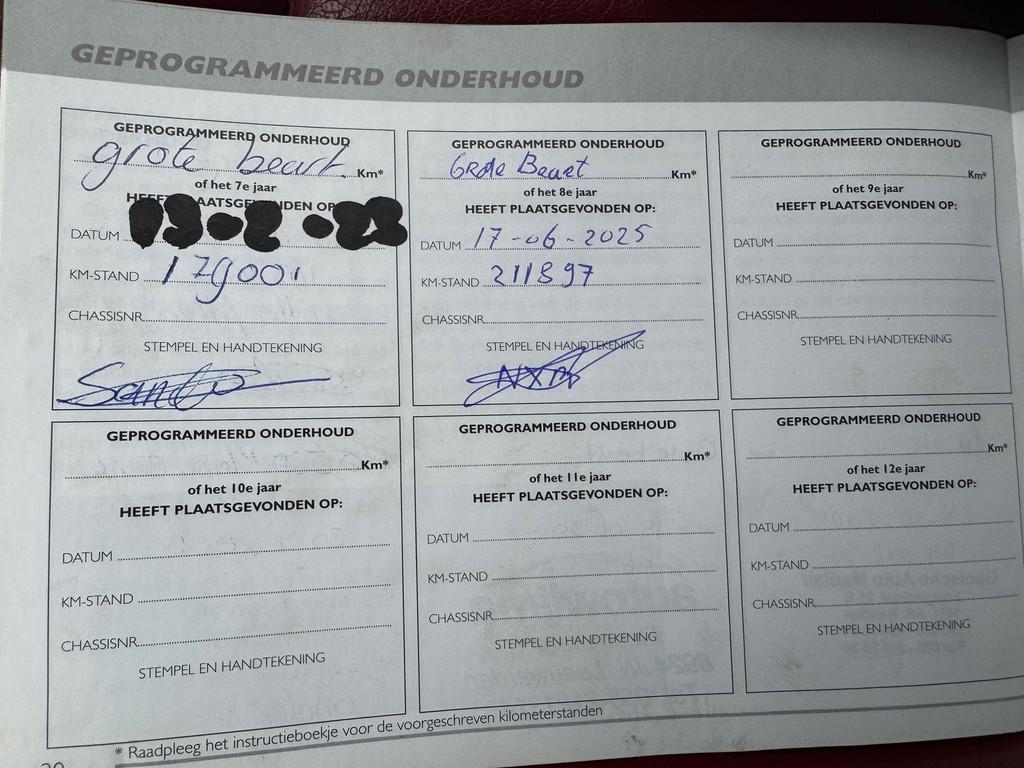 GEPROGRAMMEERD ONDERHOUD
GEPROGRAMMEERD ONDERHOUD
grote beurt. Km*
of het 7e jaar
DATUM
KM-STAND 179001
CHASSISNR.
STEMPEL EN HANDTEKENING
GEPROGRAMMEERD ONDERHOUD
Grote Beurt Km*
of het 8e jaar
HEEFT PLAATSGEVONDEN OP:
DATUM 17-06-2025
KM-STAND 211897
CHASSISNR.
STEMPEL EN HANDTEKENING
GEPROGRAMMEERD ONDERHOUD
Km*
of het 9e jaar
HEEFT PLAATSGEVONDEN OP:
DATUM
KM-STAND
CHASSISNR.
STEMPEL EN HANDTEKENING
GEPROGRAMMEERD ONDERHOUD
Km*
of het 10e jaar
HEEFT PLAATSGEVONDEN OP:
DATUM
KM-STAND
CHASSISNR.
STEMPEL EN HANDTEKENING
GEPROGRAMMEERD ONDERHOUD
Km*
of het 11e jaar
HEEFT PLAATSGEVONDEN OP:
DATUM
KM-STAND
CHASSISNR.
STEMPEL EN HANDTEKENING
GEPROGRAMMEERD ONDERHOUD
Km*
of het 12e jaar
HEEFT PLAATSGEVONDEN OP:
DATUM
KM-STAND
CHASSISNR.
STEMPEL EN HANDTEKENING
* Raadpleeg het instructieboekje voor de voorgeschreven kilometerstanden